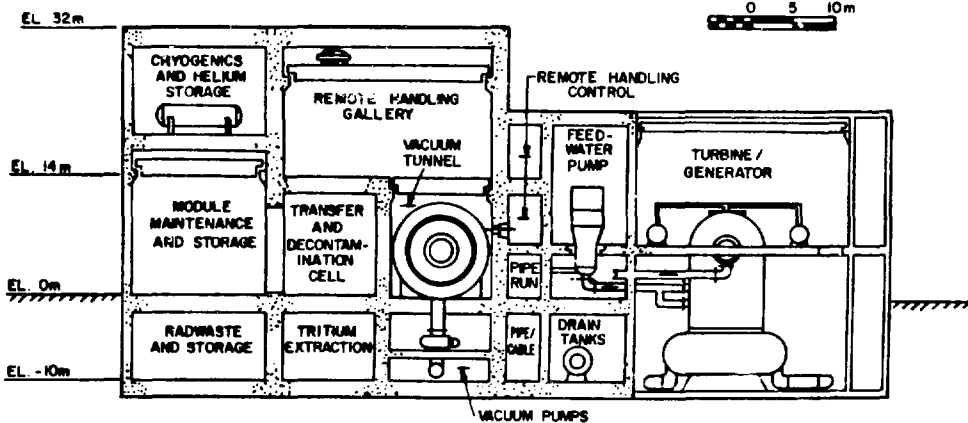 EL. 32m
0 5 10m
CRYOGENICS
AND HELIUM
STORAGE
REMOTE HANDLING
GALLERY
REMOTE HANDLING
CONTROL
VACUUM
TUNNEL
FEED-
WATER
PUMP
TURBINE/
GENERATOR
EL. 14m
MODULE
MAINTENANCE
AND STORAGE
TRANSFER
AND
DECONTAM-
INATION
CELL
PIPE
RUN
EL. 0m
RADWASTE
AND STORAGE
TRITIUM
EXTRACTION
PIPE/
CABLE
DRAIN
TANKS
EL. -10m
VACUUM PUMPS